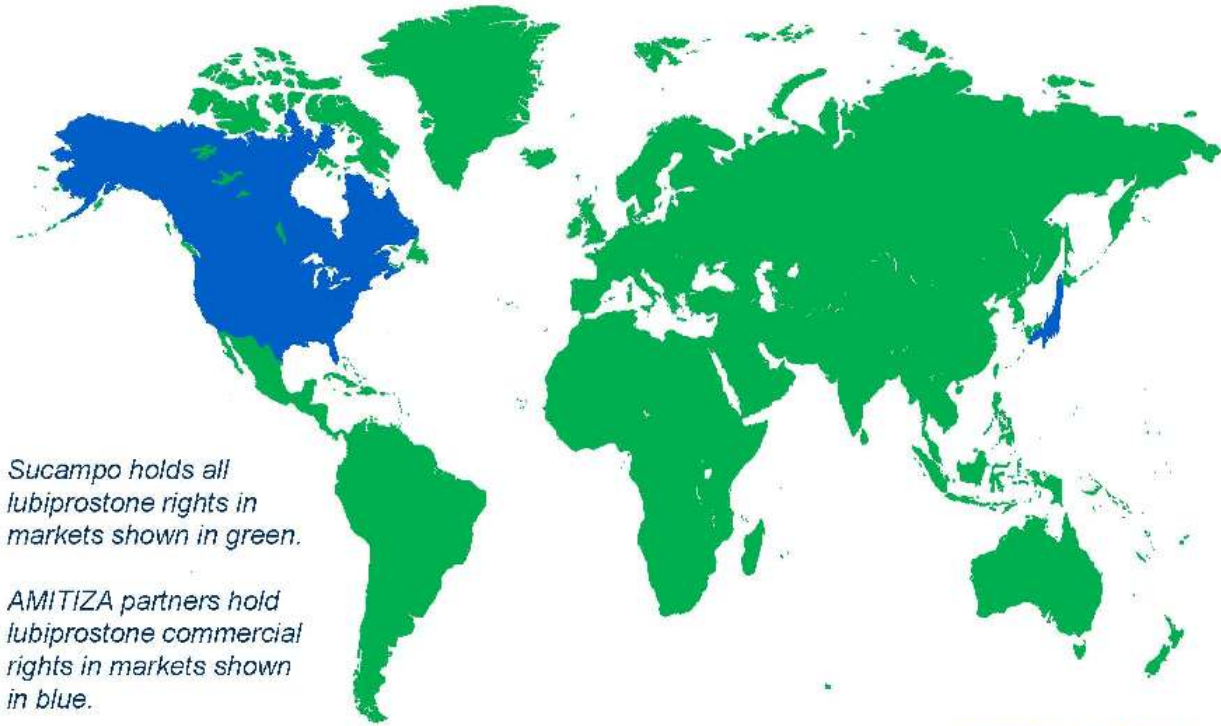 Sucampo holds all
lubiprostone rights in
markets shown in green.
AMITIZA partners hold
lubiprostone commercial
rights in markets shown
in blue.